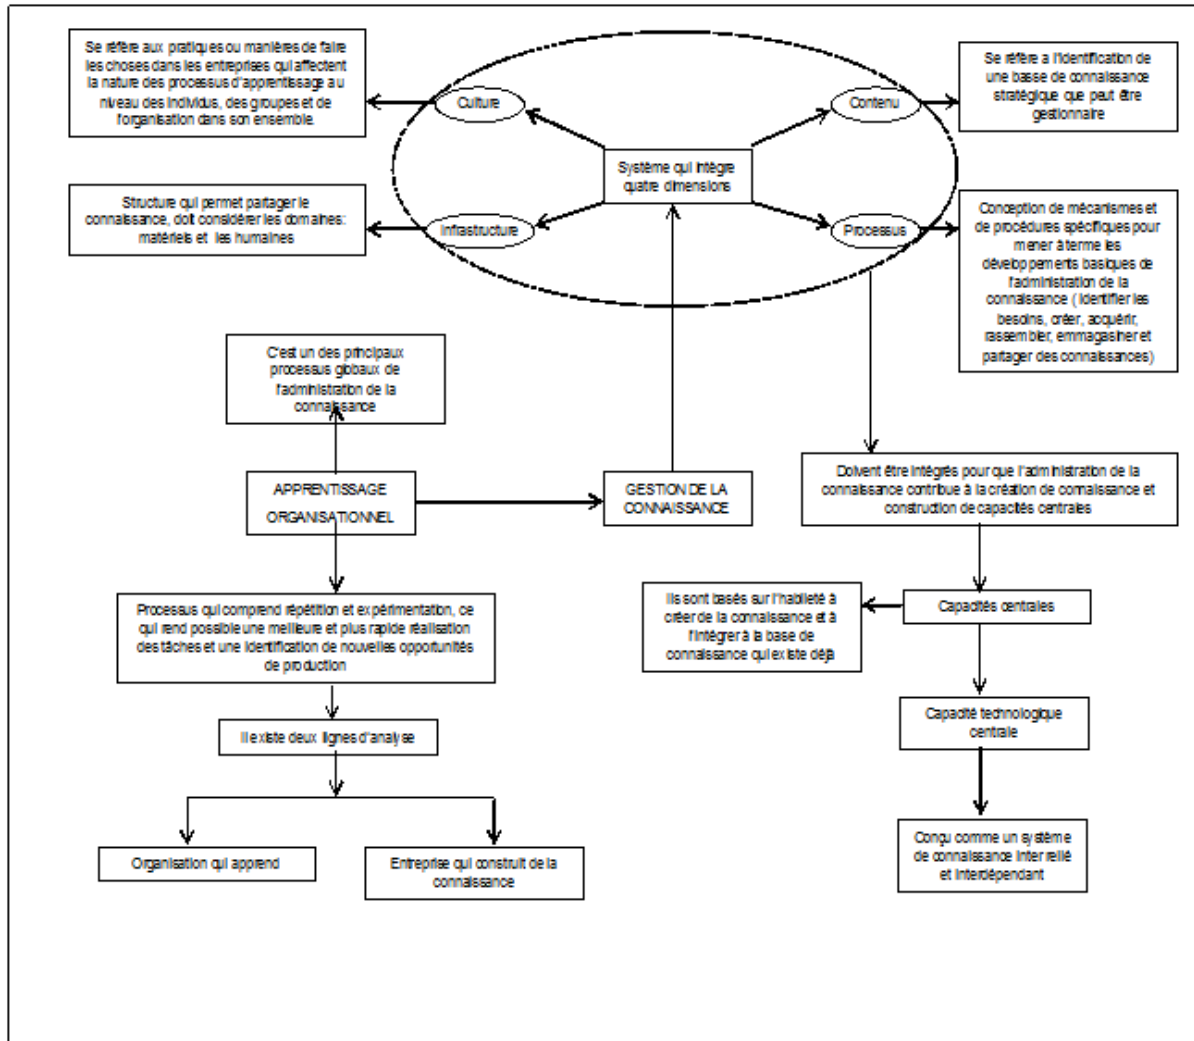 Se réfère aux pratiques ou manières de faire
les choses dans les entreprises qui affectent
la nature des processus d'apprentissage au
niveau des individus, des groupes et de
l'organisation dans son ensemble.
Culture
Contenu
Se réfère a l'identification de
une basse de connaissance
stratégique que peut être
gestionnaire
Système qui intègre
quatre dimensions
Structure qui permet partager le
connaissance, doit considérer les domaines:
matériels et les humaines
Infrastructure
Processus
Conception de mécanismes et
de procédures spécifiques pour
mener à terme les
développements basiques de
l'administration de la
connaissance ( Identifier les
besoins, créer, acquérir,
rassembler, emmagasiner et
partager des connaissances)
C'est un des principaux
processus globaux de
l'administration de la
connaissance
APPRENTISSAGE
ORGANISATIONNEL
GESTION DE LA
CONNAISSANCE
Doivent être intégrés pour que l'administration de la
connaissance contribue à la création de connaissance et
construction de capacités centrales
Processus qui comprend répétition et expérimentation, ce
qui rend possible une meilleure et plus rapide réalisation
des tâches et une identification de nouvelles opportunités
de production
Ils sont basés sur l'habileté à
créer de la connaissance et à
l'intégrer à la base de
connaissance qui existe déjà
Capacités centrales
Il existe deux lignes d'analyse
Capacité technologique
centrale
Organisation qui apprend
Entreprise qui construit de la
connaissance
Conçu comme un système
de connaissance inter relié
et interdépendant